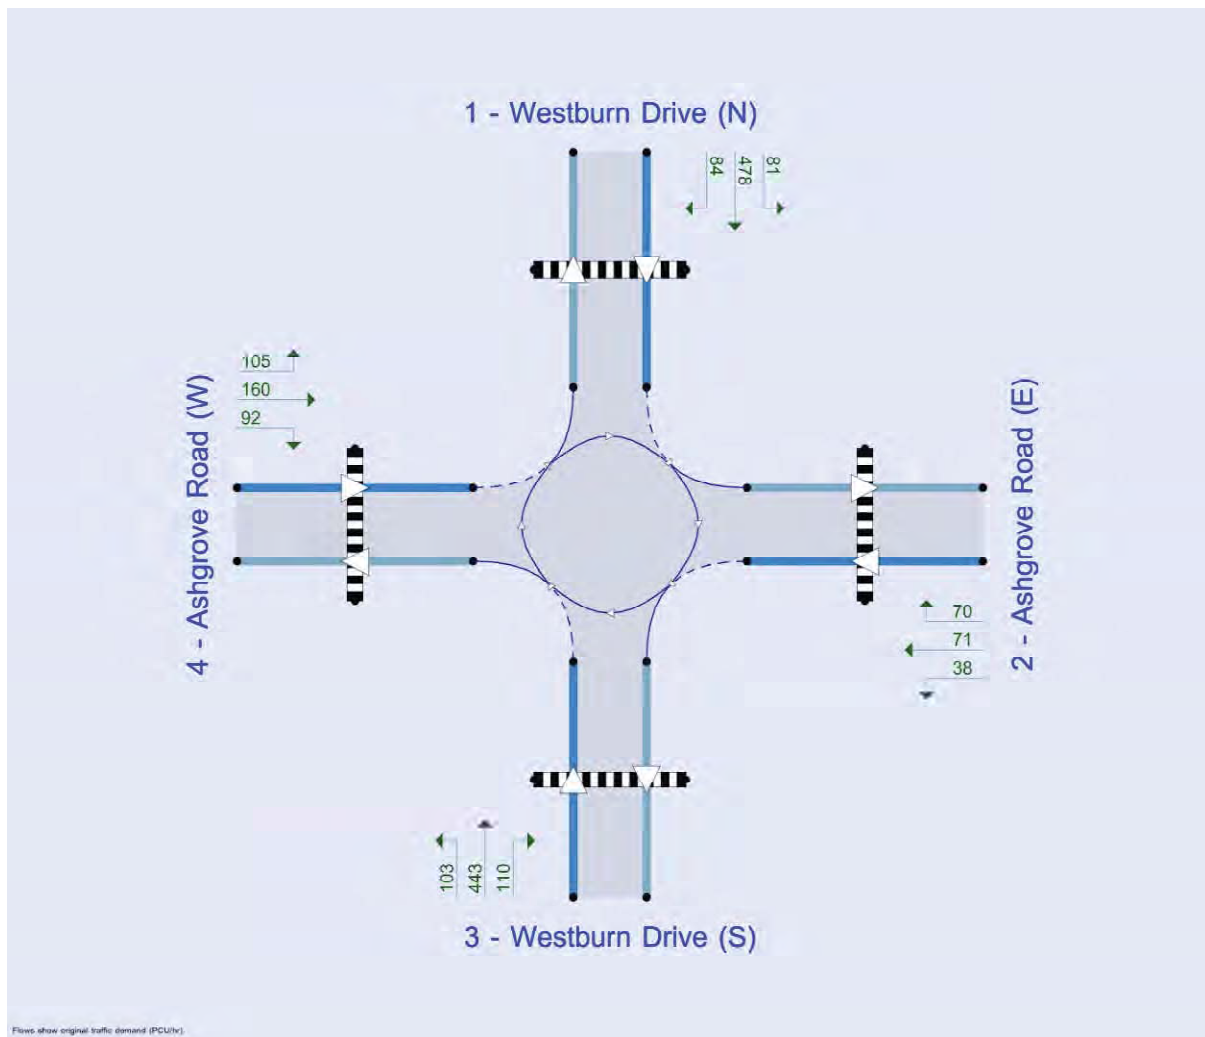 1 - Westburn Drive (N)
84
478
81
105
160
92
4 - Ashgrove Road (W)
2 - Ashgrove Road (E)
70
71
38
103
443
110
3 - Westburn Drive (S)
Flows show original traffic demand (PCU/hr).